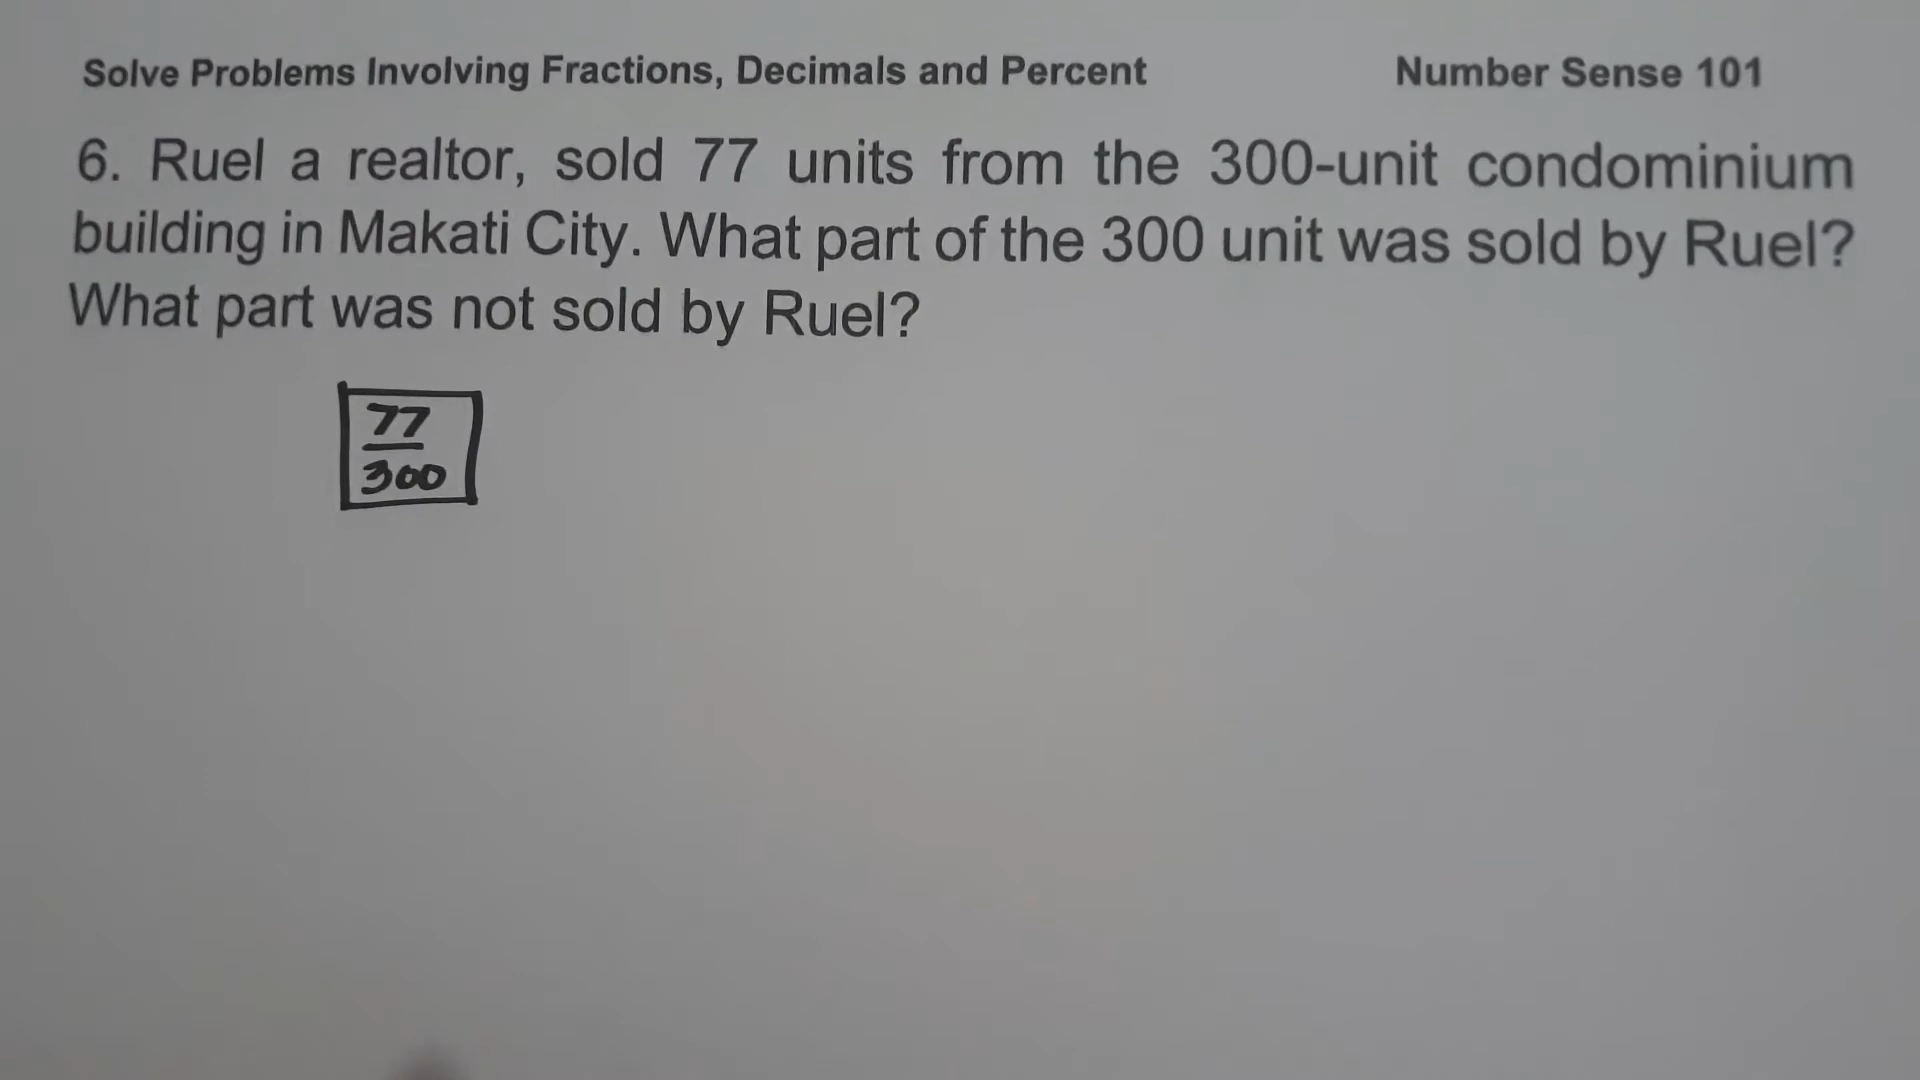 Solve Problems Involving Fractions, Decimals and Percent Number Sense 101
6. Ruel a realtor, sold 77 units from the 300-unit condominium
building in Makati City. What part of the 300 unit was sold by Ruel?
What part was not sold by Ruel?
77
300